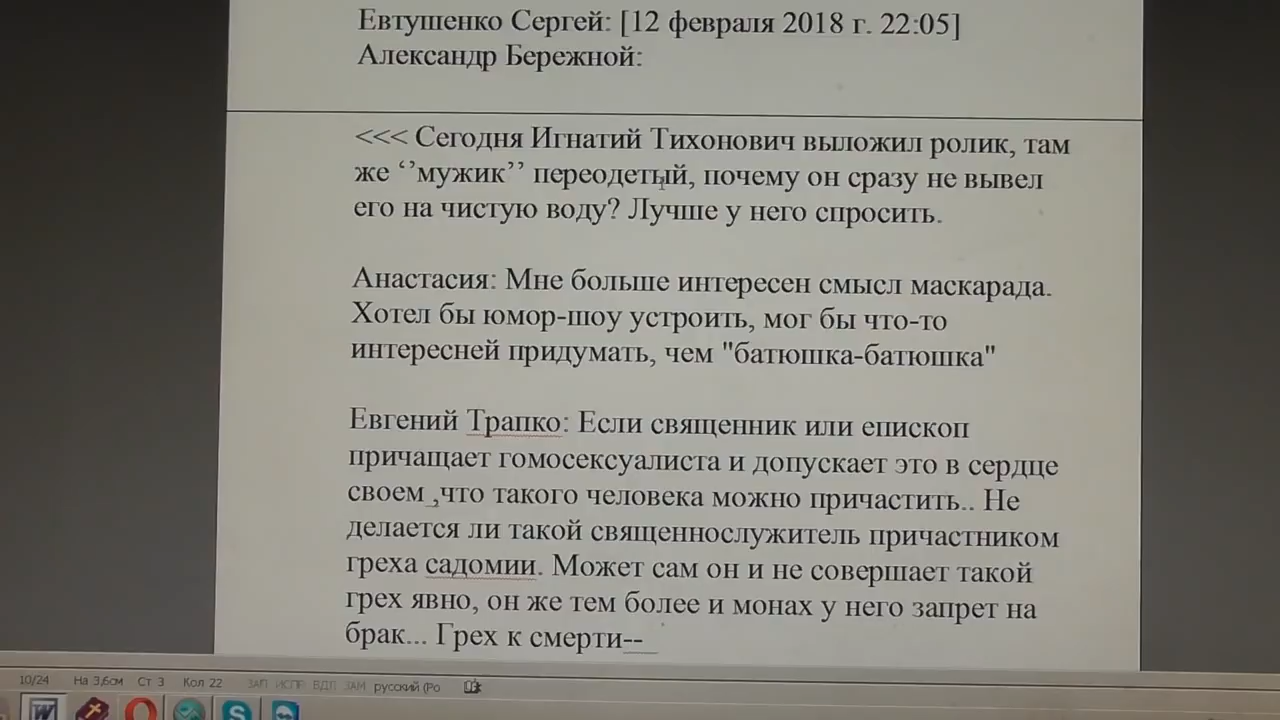 Евтушенко Сергей: [12 февраля 2018 г. 22:05]
Александр Бережной:
<<< Сегодня Игнатий Тихонович выложил ролик, там
же ‘’мужик’’ переодетый, почему он сразу не вывел
его на чистую воду? Лучше у него спросить.
Анастасия: Мне больше интересен смысл маскарада.
Хотел бы юмор-шоу устроить, мог бы что-то
интересней придумать, чем "батюшка-батюшка"
Евгений Трапко: Если священник или епископ
причащает гомосексуалиста и допускает это в сердце
своем ,что такого человека можно причастить.. Не
делается ли такой священнослужитель причастником
греха садомии. Может сам он и не совершает такой
грех явно, он же тем более и монах у него запрет на
брак... Грех к смерти--
10/24 На 3,6см Ст 3 Кол 22 ЗАП ИСПР ВДЛ ЗАМ русский (Ро